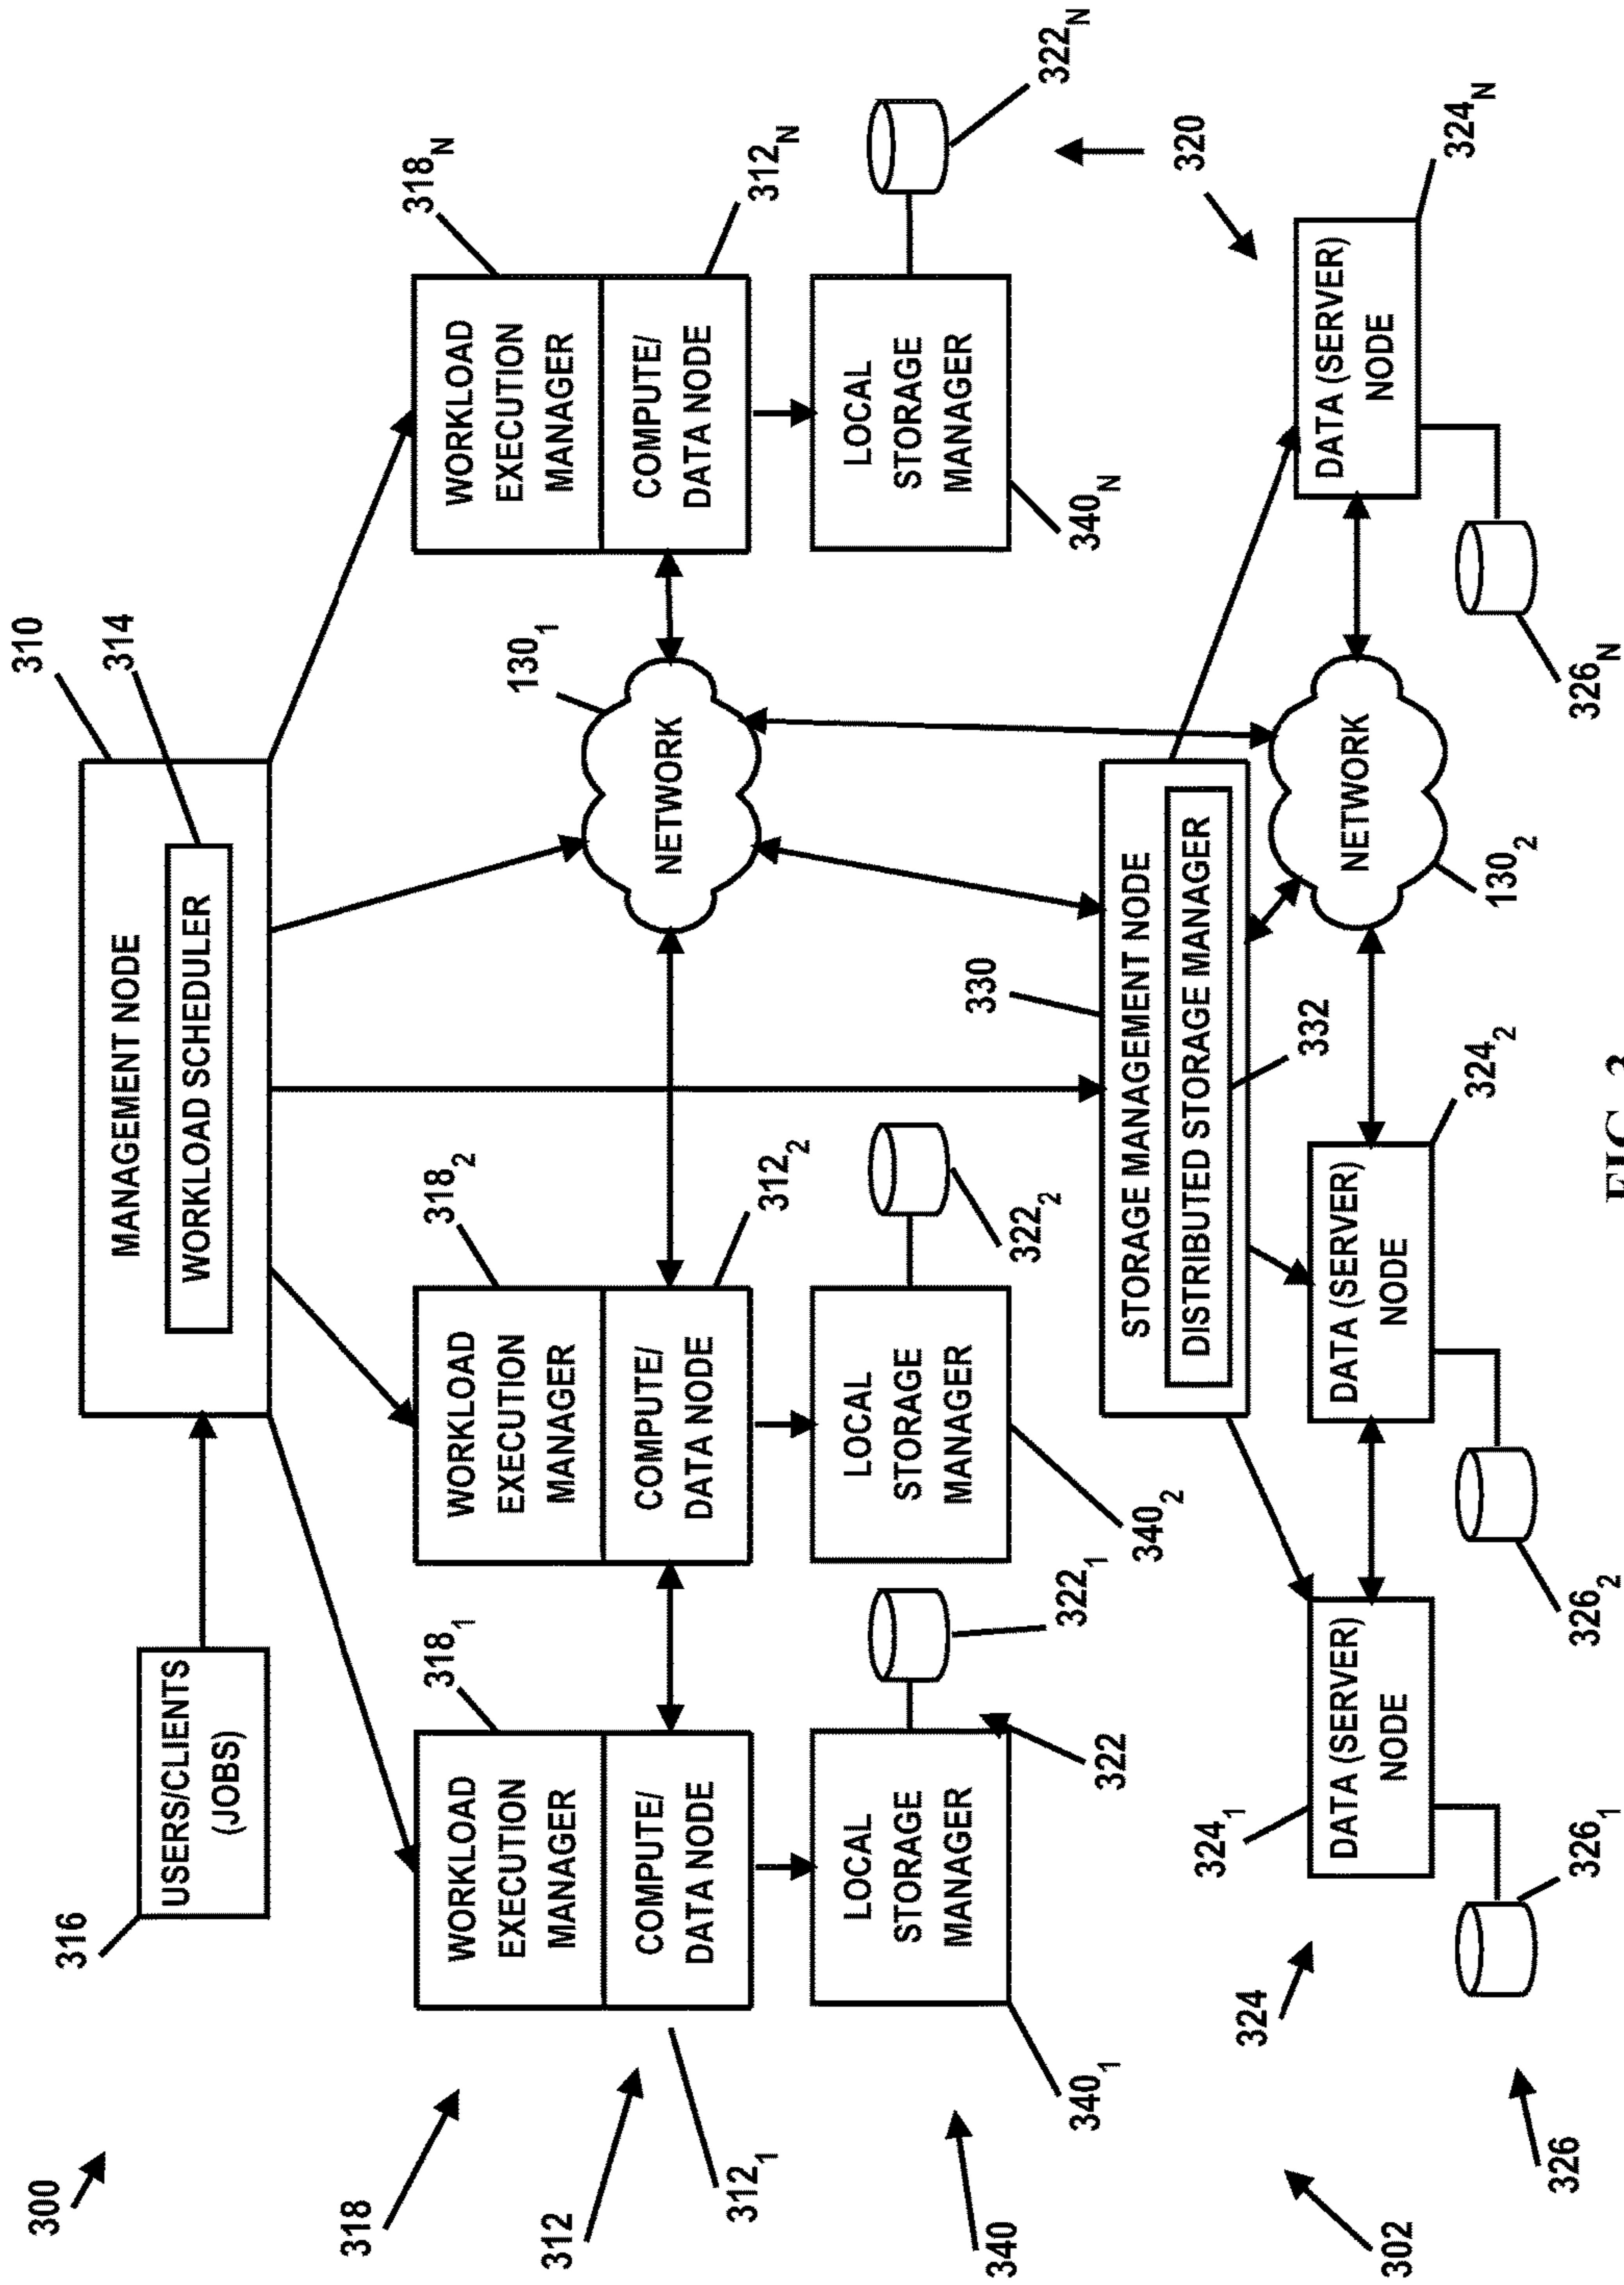 300
316
USERS/CLIENTS
(JOBS)
310
314
MANAGEMENT NODE
WORKLOAD SCHEDULER
318
318₁
318₂
318N
WORKLOAD
EXECUTION
MANAGER
COMPUTE/
DATA NODE
WORKLOAD
EXECUTION
MANAGER
COMPUTE/
DATA NODE
WORKLOAD
EXECUTION
MANAGER
COMPUTE/
DATA NODE
312
312₁
312₂
312N
NETWORK
130₁
LOCAL
STORAGE
MANAGER
LOCAL
STORAGE
MANAGER
LOCAL
STORAGE
MANAGER
340
340₁
340₂
340N
322
322₁
322₂
322N
320
330
STORAGE MANAGEMENT NODE
DISTRIBUTED STORAGE MANAGER
332
302
324
324₁
324₂
324N
DATA (SERVER)
NODE
DATA (SERVER)
NODE
DATA (SERVER)
NODE
NETWORK
130₂
326
326₁
326₂
326N
FIG. 3